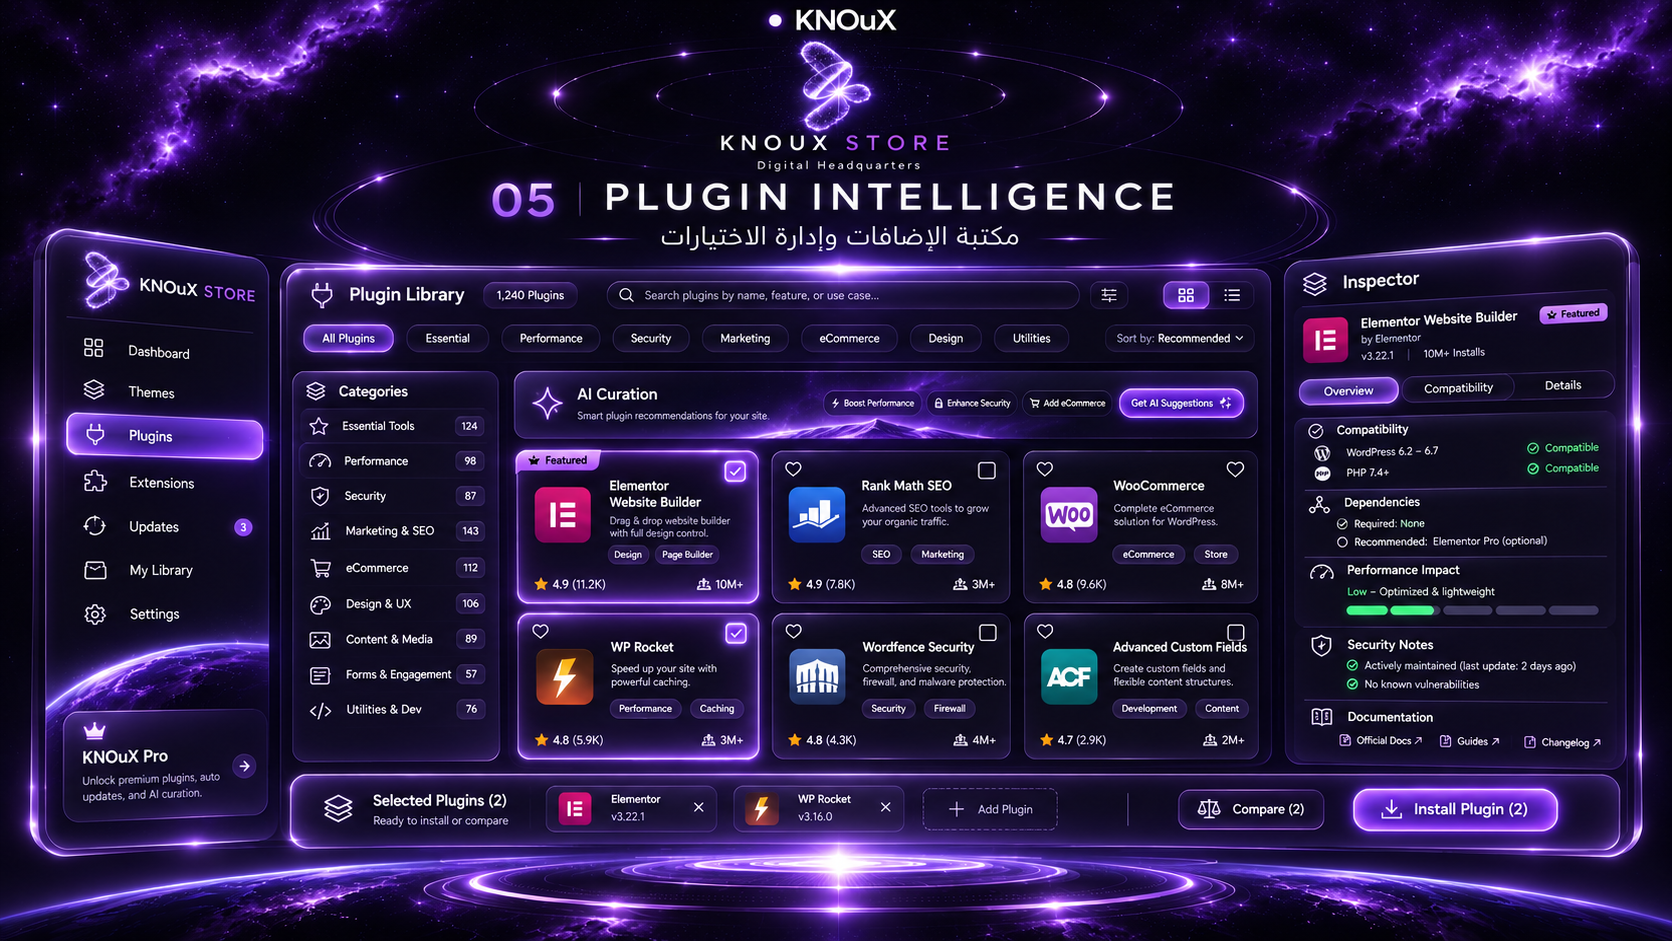 KNOuX
KNOUX STORE
Digital Headquarters
05 | PLUGIN INTELLIGENCE
مكتبة الإضافات وإدارة الاختيارات
KNOuX STORE
Dashboard
Themes
Plugins
Extensions
Updates 3
My Library
Settings
KNOuX Pro
Unlock premium plugins, auto
updates, and AI curation.
Plugin Library
1,240 Plugins
Search plugins by name, feature, or use case...
All Plugins
Essential
Performance
Security
Marketing
eCommerce
Design
Utilities
Sort by: Recommended
Categories
Essential Tools 124
Performance 98
Security 87
Marketing & SEO 143
eCommerce 112
Design & UX 106
Content & Media 89
Forms & Engagement 57
Utilities & Dev 76
AI Curation
Smart plugin recommendations for your site.
Boost Performance
Enhance Security
Add eCommerce
Get AI Suggestions
Featured
Elementor
Website Builder
Drag & drop website builder
with full design control.
Design
Page Builder
4.9 (11.2K)
10M+
Rank Math SEO
Advanced SEO tools to grow
your organic traffic.
SEO
Marketing
4.9 (7.8K)
3M+
WOO
WooCommerce
Complete eCommerce
solution for WordPress.
eCommerce
Store
4.8 (9.6K)
8M+
WP Rocket
Speed up your site with
powerful caching.
Performance
Caching
4.8 (5.9K)
3M+
Wordfence Security
Comprehensive security,
firewall, and malware protection.
Security
Firewall
4.8 (4.3K)
4M+
ACF
Advanced Custom Fields
Create custom fields and
flexible content structures.
Development
Content
4.7 (2.9K)
2M+
Inspector
Elementor Website Builder
by Elementor
v3.22.1 | 10M+ Installs
Featured
Overview
Compatibility
Details
Compatibility
WordPress 6.2 – 6.7 Compatible
php PHP 7.4+ Compatible
Dependencies
Required: None
Recommended: Elementor Pro (optional)
Performance Impact
Low – Optimized & lightweight
Security Notes
Actively maintained (last update: 2 days ago)
No known vulnerabilities
Documentation
Official Docs ↗
Guides ↗
Changelog ↗
Selected Plugins (2)
Ready to install or compare
Elementor
v3.22.1
WP Rocket
v3.16.0
Add Plugin
Compare (2)
Install Plugin (2)